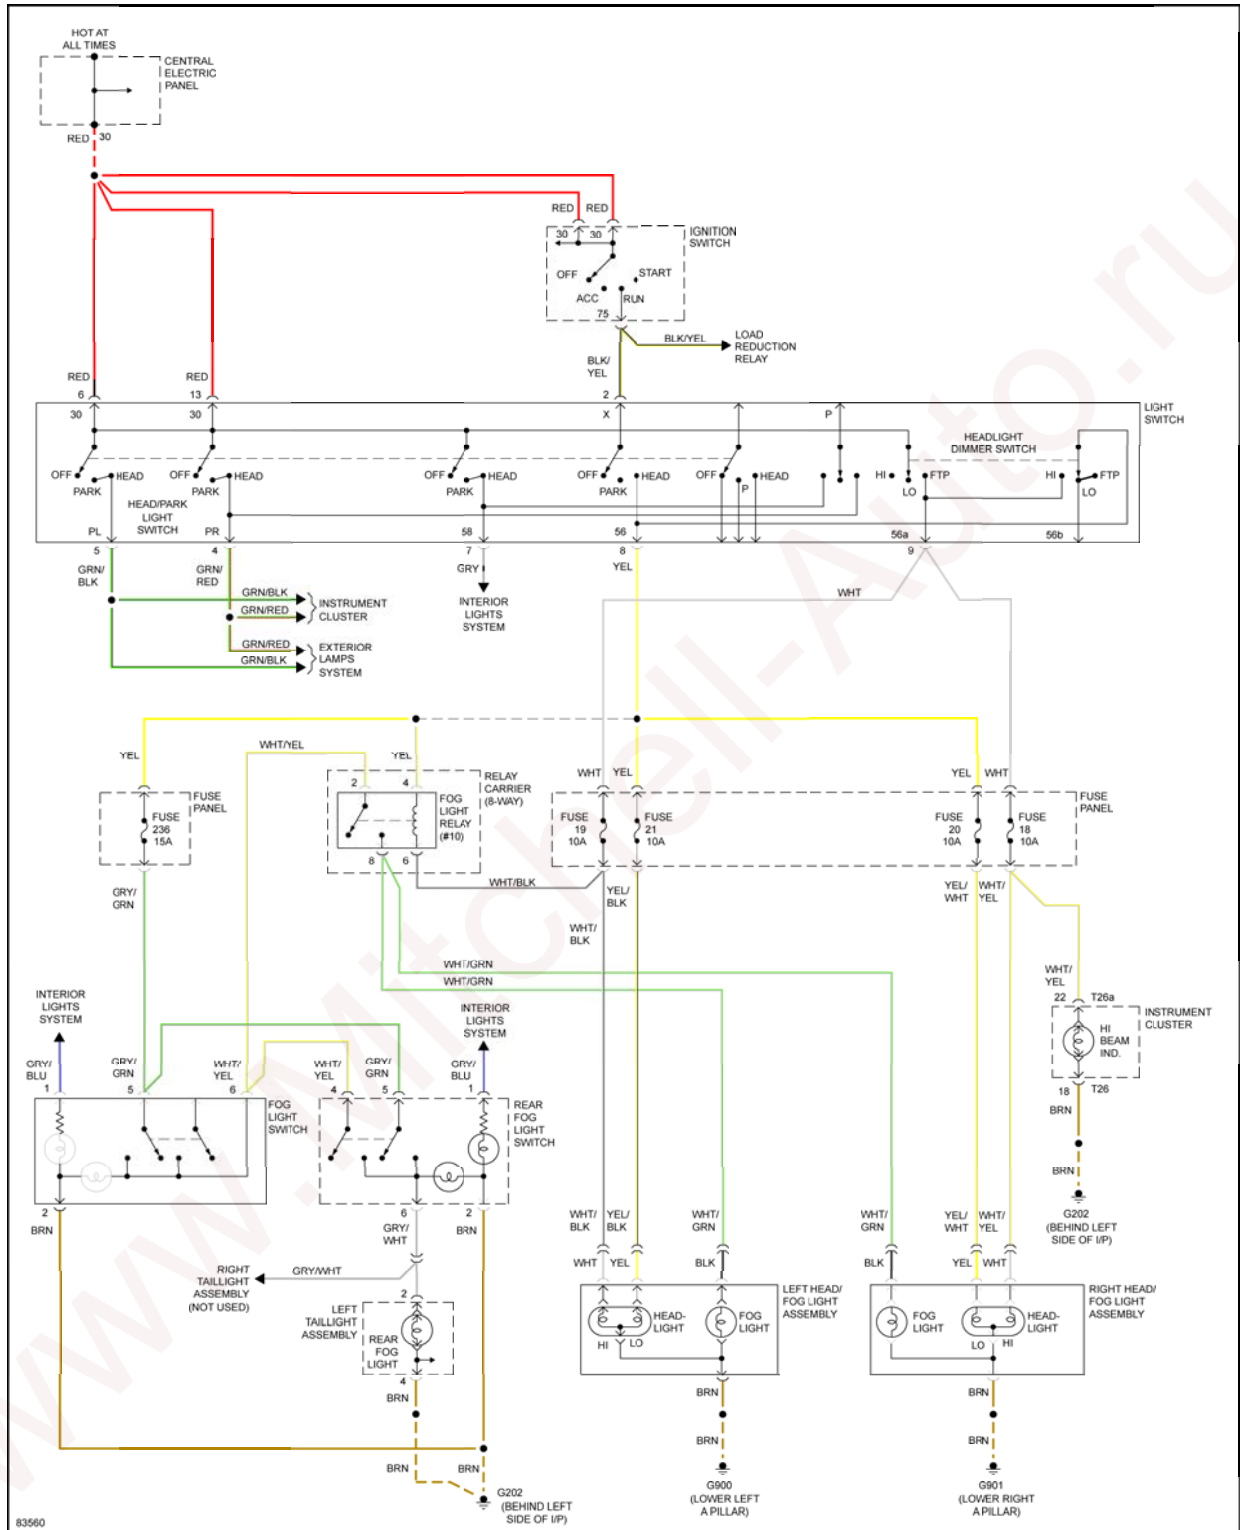 HOT AT
ALL TIMES
CENTRAL
ELECTRIC
PANEL
RED 30
RED RED
30 30
IGNITION
SWITCH
OFF START
ACC RUN
75
BLK/YEL
LOAD
REDUCTION
RELAY
BLK/
YEL
RED RED
6 13 2
30 30 X P
LIGHT
SWITCH
HEADLIGHT
DIMMER SWITCH
OFF HEAD OFF HEAD OFF HEAD OFF HEAD OFF HEAD HI FTP HI FTP
PARK PARK PARK PARK P LO LO
HEAD/PARK
LIGHT
SWITCH
PL PR 58 56 56a 56b
5 4 7 8 9
GRN/
BLK
GRN/
RED
GRY
YEL
GRN/BLK
GRN/RED
INSTRUMENT
CLUSTER
INTERIOR
LIGHTS
SYSTEM
WHT
GRN/RED
GRN/BLK
EXTERIOR
LAMPS
SYSTEM
WHT/YEL
YEL YEL
WHT YEL YEL WHT
2 4
RELAY
CARRIER
(8-WAY)
FUSE
PANEL
FUSE
236
15A
FOG
LIGHT
RELAY
(#10)
8 6
FUSE
PANEL
FUSE
19
10A
FUSE
21
10A
FUSE
20
10A
FUSE
18
10A
GRY/
GRN
WHT/BLK
YEL/
BLK
YEL/
WHT
WHT/
YEL
WHT/
BLK
WHT/GRN
WHT/GRN
WHT/
YEL
22 T26a
INSTRUMENT
CLUSTER
HI
BEAM
IND.
18 T26
BRN
BRN
G202
(BEHIND LEFT
SIDE OF I/P)
INTERIOR
LIGHTS
SYSTEM
INTERIOR
LIGHTS
SYSTEM
GRY/
BLU
GRY/
GRN
WHT/
YEL
WHT/
YEL
GRY/
GRN
GRY/
BLU
1 5 6 4 5 1
FOG
LIGHT
SWITCH
REAR
FOG
LIGHT
SWITCH
2 6 2
BRN
GRY/
WHT
BRN
WHT/
BLK
YEL/
BLK
WHT/
GRN
WHT/
GRN
YEL/
WHT
WHT/
YEL
WHT YEL BLK BLK YEL WHT
RIGHT
TAILLIGHT
ASSEMBLY
(NOT USED)
GRY/WHT
2
LEFT
TAILLIGHT
ASSEMBLY
REAR
FOG
LIGHT
4
BRN
LEFT HEAD/
FOG LIGHT
ASSEMBLY
HEAD-
LIGHT
HI LO
FOG
LIGHT
RIGHT HEAD/
FOG LIGHT
ASSEMBLY
FOG
LIGHT
HEAD-
LIGHT
LO HI
BRN BRN
BRN BRN
BRN BRN
G202
(BEHIND LEFT
SIDE OF I/P)
G900
(LOWER LEFT
A PILLAR)
G901
(LOWER RIGHT
A PILLAR)
83560
www.Mitchell-Auto.ru